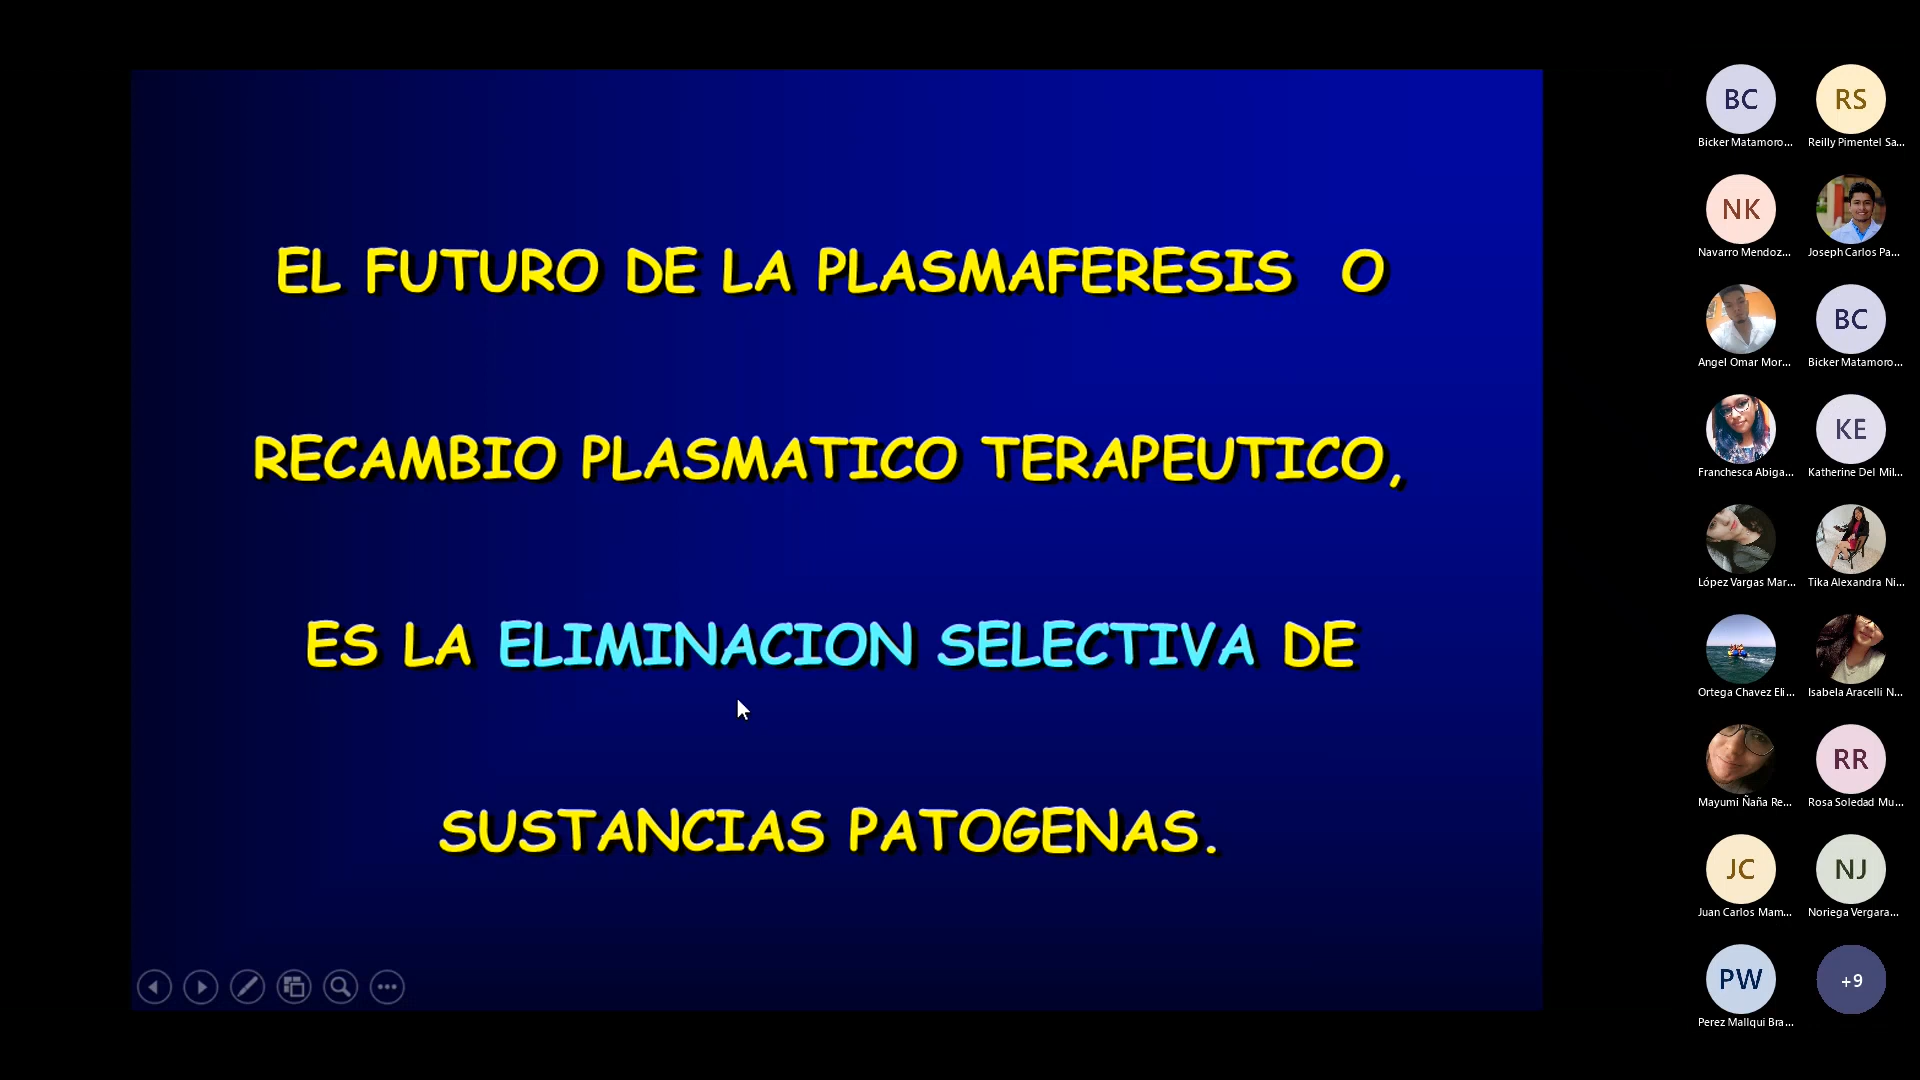 EL FUTURO DE LA PLASMAFERESIS O
RECAMBIO PLASMATICO TERAPEUTICO,
ES LA ELIMINACION SELECTIVA DE
SUSTANCIAS PATOGENAS.
BC
Bicker Matamoro...
RS
Reilly Pimentel Sa...
NK
Navarro Mendoz...
Joseph Carlos Pa...
Angel Omar Mor...
BC
Bicker Matamoro...
Franchesca Abiga...
KE
Katherine Del Mil...
López Vargas Mar...
Tika Alexandra Ni...
Ortega Chavez Eli...
Isabela Aracelli N...
Mayumi Ñaña Re...
RR
Rosa Soledad Mu...
JC
Juan Carlos Mam...
NJ
Noriega Vergara...
PW
Perez Mallqui Bra...
+9